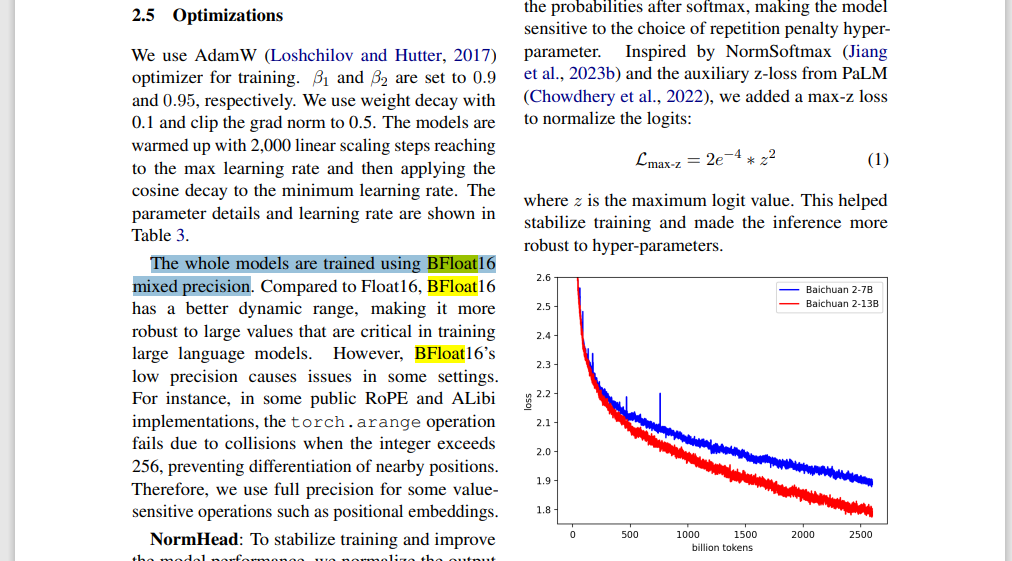 2.5 Optimizations
We use AdamW (Loshchilov and Hutter, 2017)
optimizer for training. β1 and β2 are set to 0.9
and 0.95, respectively. We use weight decay with
0.1 and clip the grad norm to 0.5. The models are
warmed up with 2,000 linear scaling steps reaching
to the max learning rate and then applying the
cosine decay to the minimum learning rate. The
parameter details and learning rate are shown in
Table 3.
The whole models are trained using BFloat16
mixed precision. Compared to Float16, BFloat16
has a better dynamic range, making it more
robust to large values that are critical in training
large language models. However, BFloat16's
low precision causes issues in some settings.
For instance, in some public RoPE and ALibi
implementations, the torch.arange operation
fails due to collisions when the integer exceeds
256, preventing differentiation of nearby positions.
Therefore, we use full precision for some value-
sensitive operations such as positional embeddings.
NormHead: To stabilize training and improve
the model performance, we normalize the output
the probabilities after softmax, making the model
sensitive to the choice of repetition penalty hyper-
parameter. Inspired by NormSoftmax (Jiang
et al., 2023b) and the auxiliary z-loss from PaLM
(Chowdhery et al., 2022), we added a max-z loss
to normalize the logits:
ℒmax-z = 2e⁻⁴ ∗ z² (1)
where z is the maximum logit value. This helped
stabilize training and made the inference more
robust to hyper-parameters.
Baichuan 2-7B
Baichuan 2-13B
2.6
2.5
2.4
2.3
2.2
2.1
2.0
1.9
1.8
loss
0 500 1000 1500 2000 2500
billion tokens